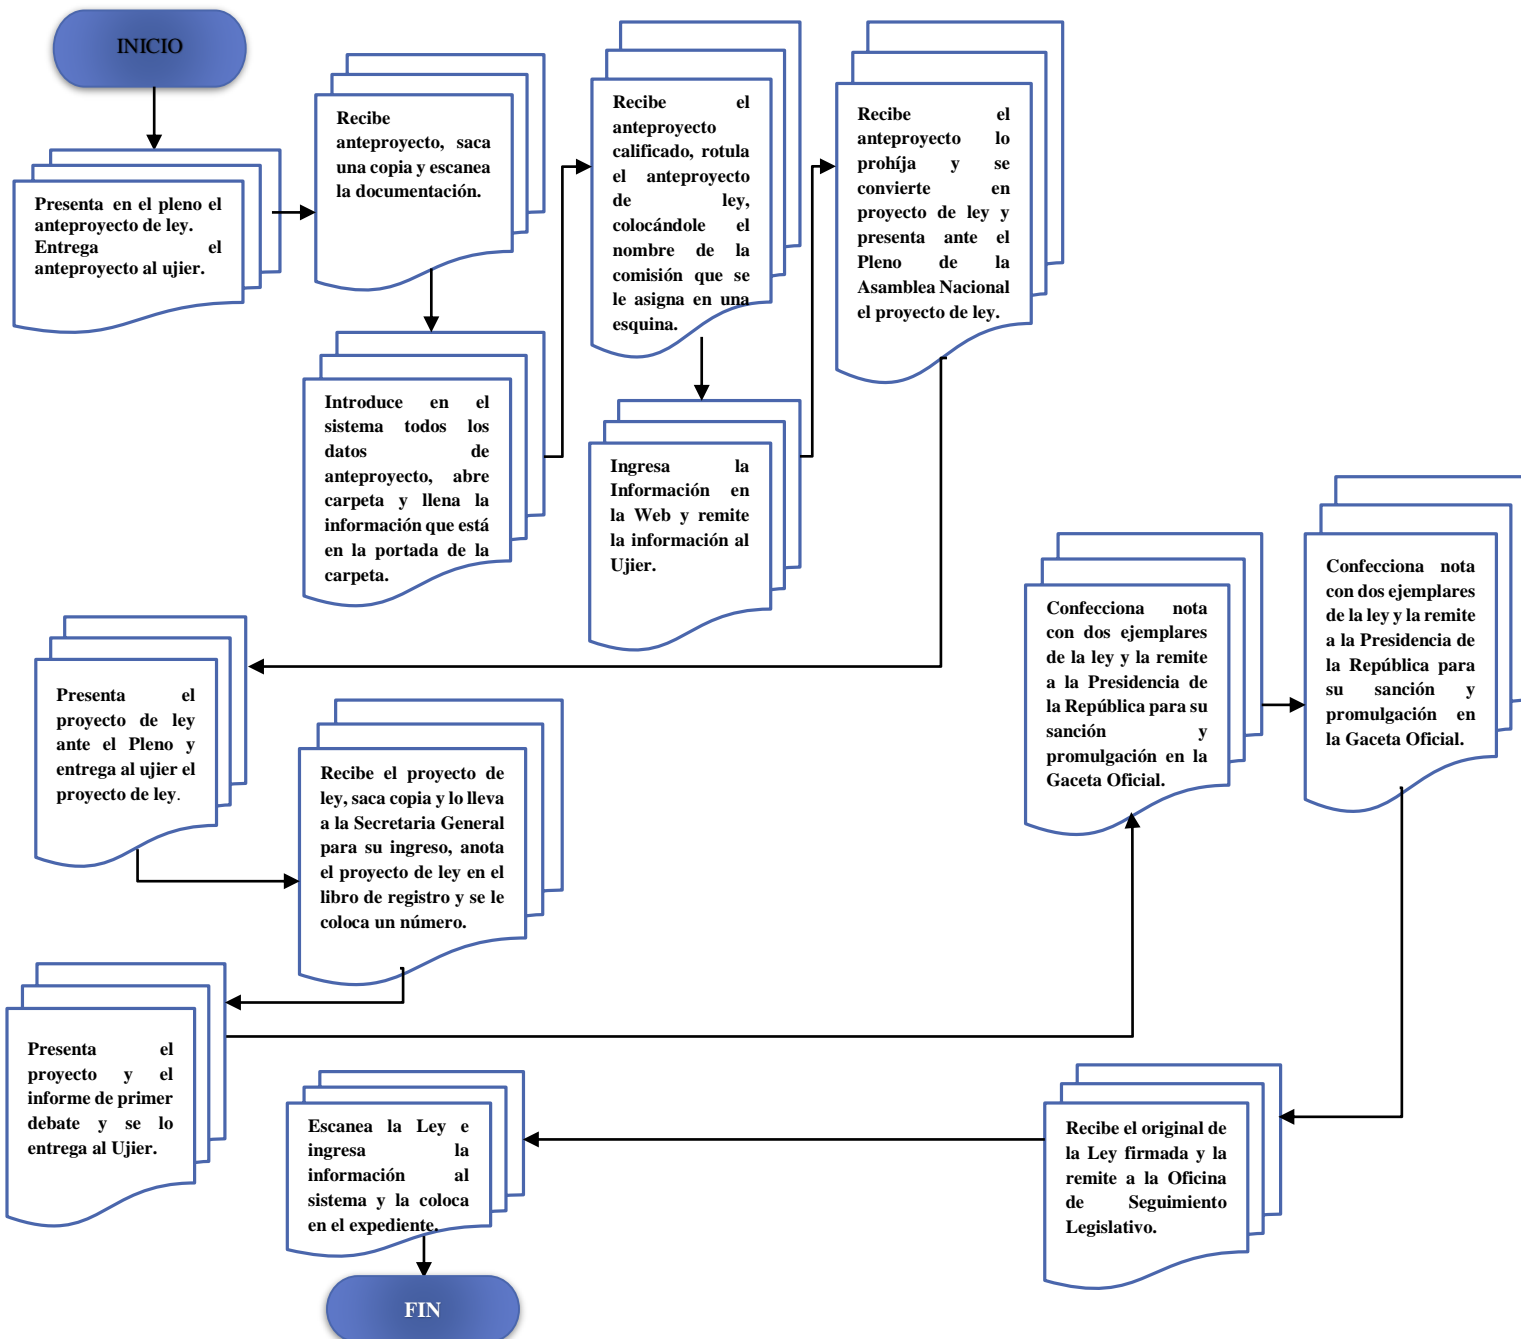 INICIO
Presenta en el pleno el
anteproyecto de ley.
Entrega el
anteproyecto al ujier.
Recibe
anteproyecto, saca
una copia y escanea
la documentación.
Introduce en el
sistema todos los
datos de
anteproyecto, abre
carpeta y llena la
información que está
en la portada de la
carpeta.
Recibe el
anteproyecto
calificado, rotula
el anteproyecto
de ley,
colocándole el
nombre de la
comisión que se
le asigna en una
esquina.
Ingresa la
Información en
la Web y remite
la información al
Ujier.
Recibe el
anteproyecto lo
prohíja y se
convierte en
proyecto de ley y
presenta ante el
Pleno de la
Asamblea Nacional
el proyecto de ley.
Presenta el
proyecto de ley
ante el Pleno y
entrega al ujier el
proyecto de ley.
Recibe el proyecto de
ley, saca copia y lo lleva
a la Secretaria General
para su ingreso, anota
el proyecto de ley en el
libro de registro y se le
coloca un número.
Presenta el
proyecto y el
informe de primer
debate y se lo
entrega al Ujier.
Confecciona nota
con dos ejemplares
de la ley y la remite
a la Presidencia de
la República para su
sanción y
promulgación en la
Gaceta Oficial.
Confecciona nota
con dos ejemplares
de la ley y la remite
a la Presidencia de
la República para
su sanción y
promulgación en
la Gaceta Oficial.
Recibe el original de
la Ley firmada y la
remite a la Oficina
de Seguimiento
Legislativo.
Escanea la Ley e
ingresa la
información al
sistema y la coloca
en el expediente.
FIN